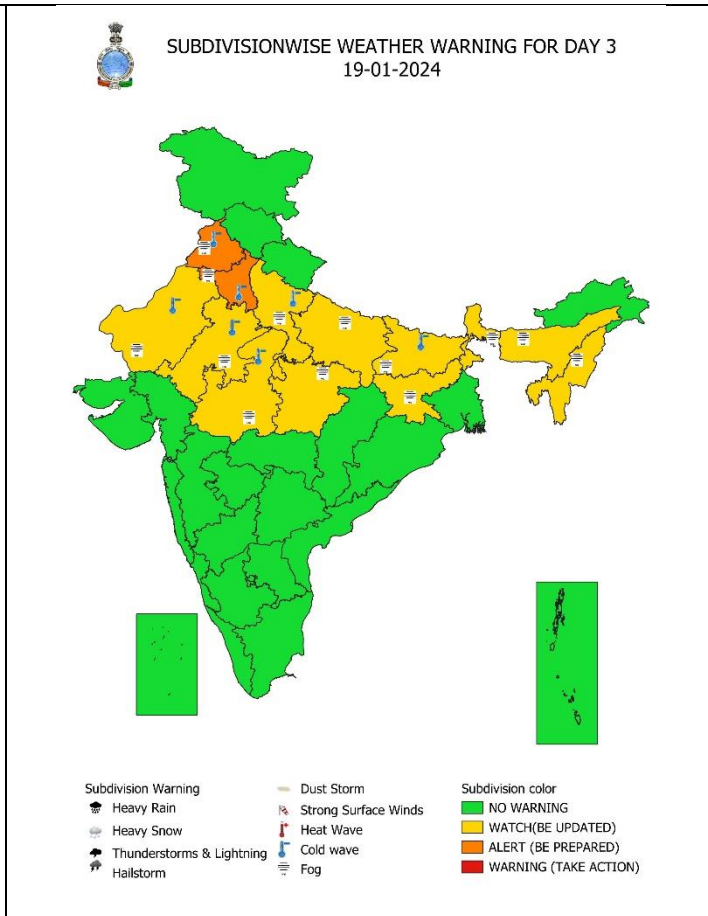 SUBDIVISIONWISE WEATHER WARNING FOR DAY 3
19-01-2024
Subdivision Warning
Heavy Rain
Heavy Snow
Thunderstorms & Lightning
Hailstorm
Dust Storm
Strong Surface Winds
Heat Wave
Cold wave
Fog
Subdivision color
NO WARNING
WATCH(BE UPDATED)
ALERT (BE PREPARED)
WARNING (TAKE ACTION)